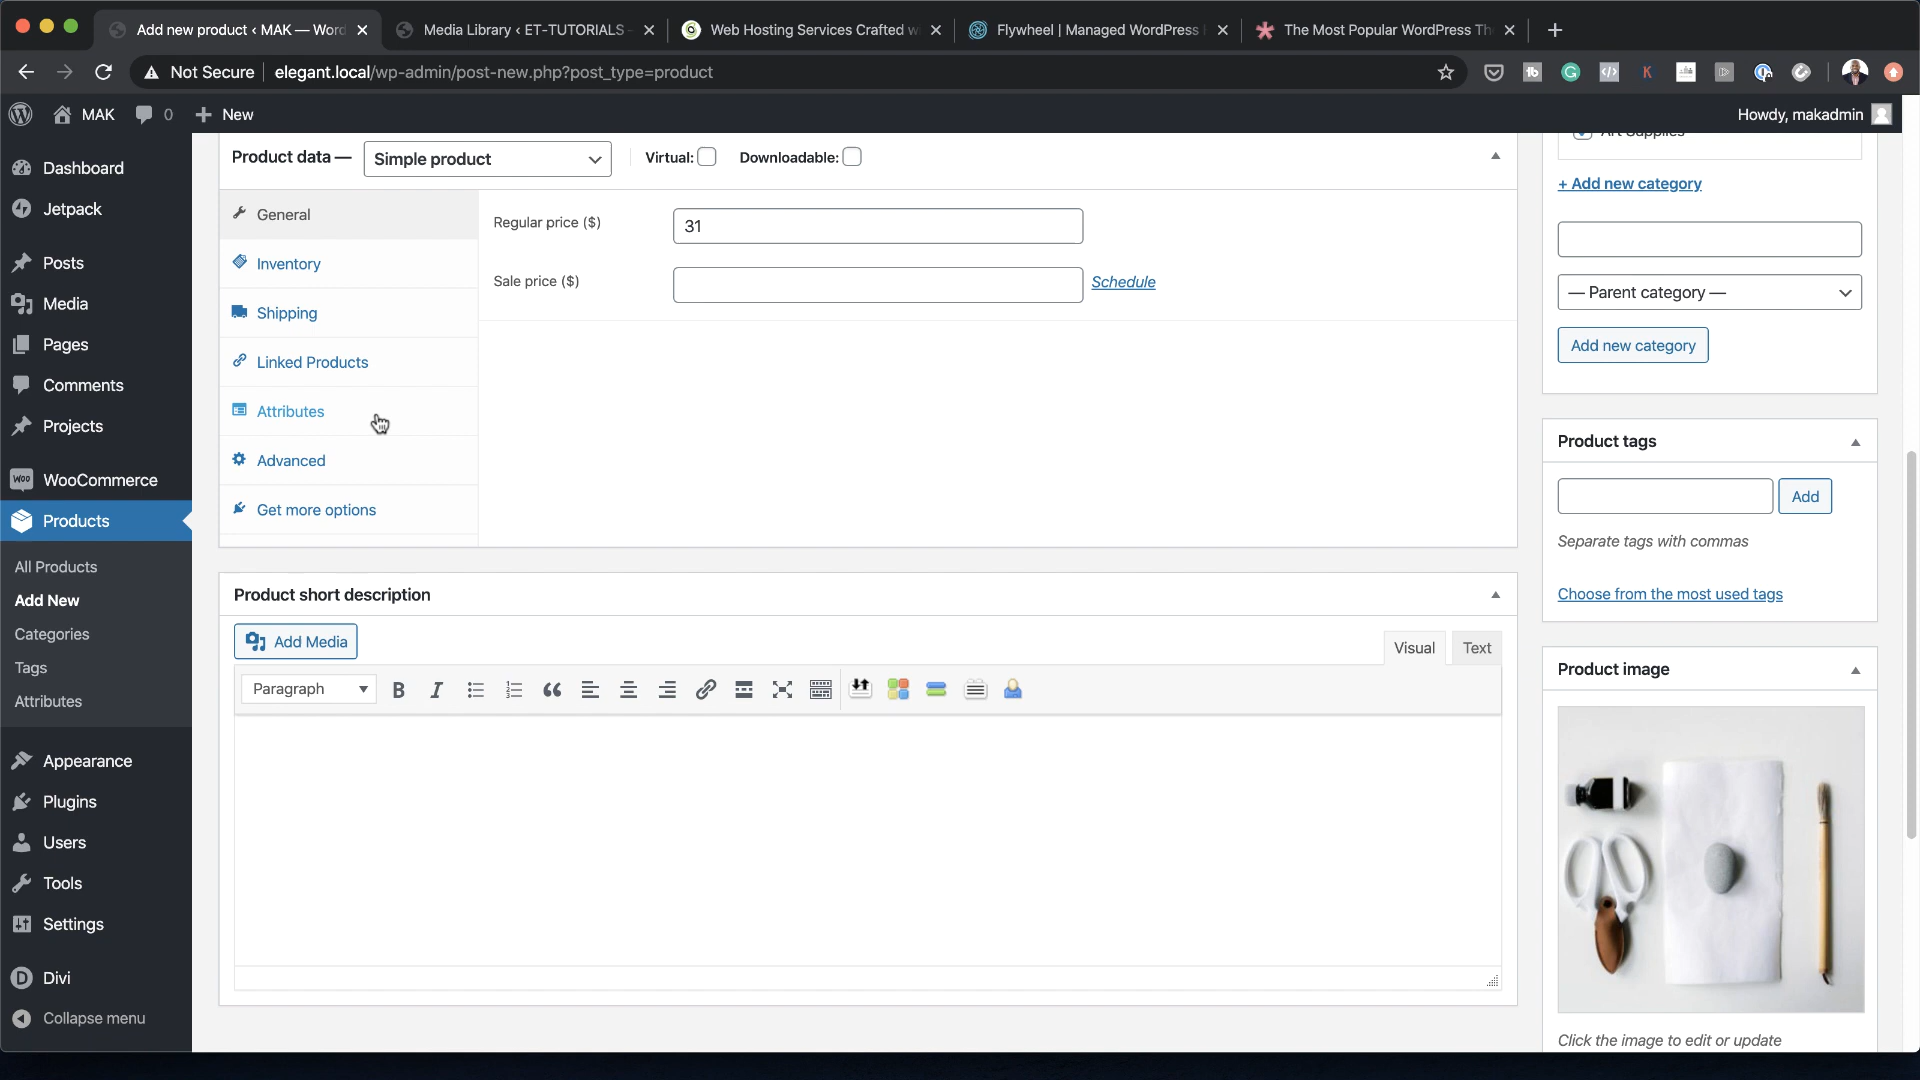 Add new product ‹ MAK — Word
Media Library ‹ ET-TUTORIALS
Web Hosting Services Crafted w
Flywheel | Managed WordPress
The Most Popular WordPress Th
Not Secure
elegant.local/wp-admin/post-new.php?post_type=product
MAK
0
New
Howdy, makadmin
Dashboard
Jetpack
Posts
Media
Pages
Comments
Projects
WooCommerce
Products
All Products
Add New
Categories
Tags
Attributes
Appearance
Plugins
Users
Tools
Settings
Divi
Collapse menu
Product data —
Simple product
Virtual:
Downloadable:
General
Inventory
Shipping
Linked Products
Attributes
Advanced
Get more options
Regular price ($)
31
Sale price ($)
Schedule
Product short description
Add Media
Visual
Text
Paragraph
Art Supplies
+ Add new category
— Parent category —
Add new category
Product tags
Add
Separate tags with commas
Choose from the most used tags
Product image
Click the image to edit or update